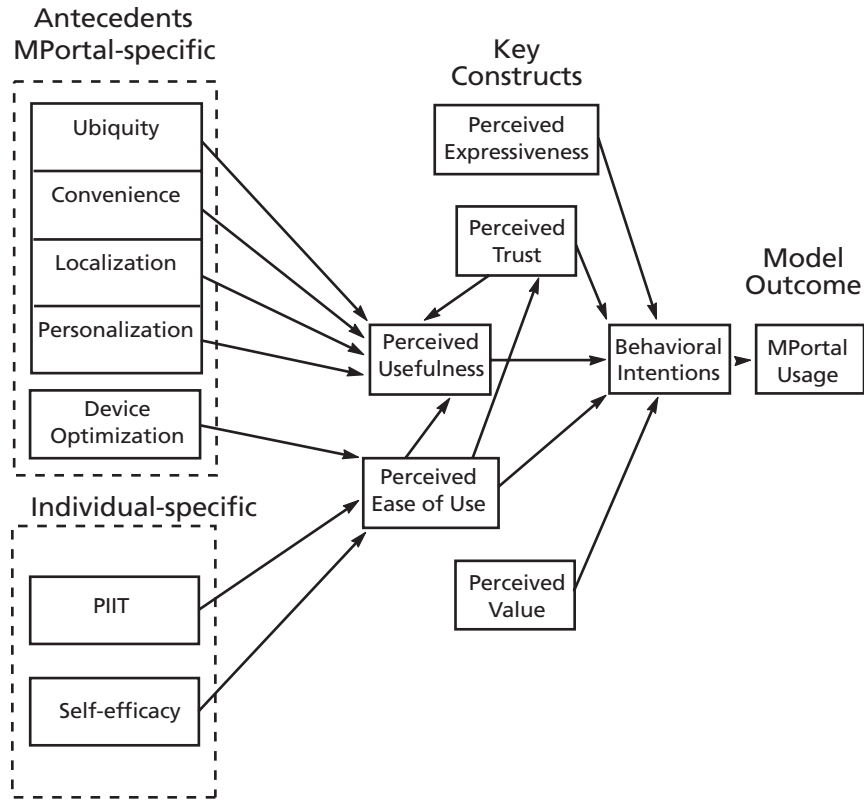 Antecedents
MPortal-specific
Ubiquity
Convenience
Localization
Personalization
Device
Optimization
Individual-specific
PIIT
Self-efficacy
Key
Constructs
Perceived
Expressiveness
Perceived
Trust
Perceived
Usefulness
Perceived
Ease of Use
Perceived
Value
Behavioral
Intentions
Model
Outcome
MPortal
Usage